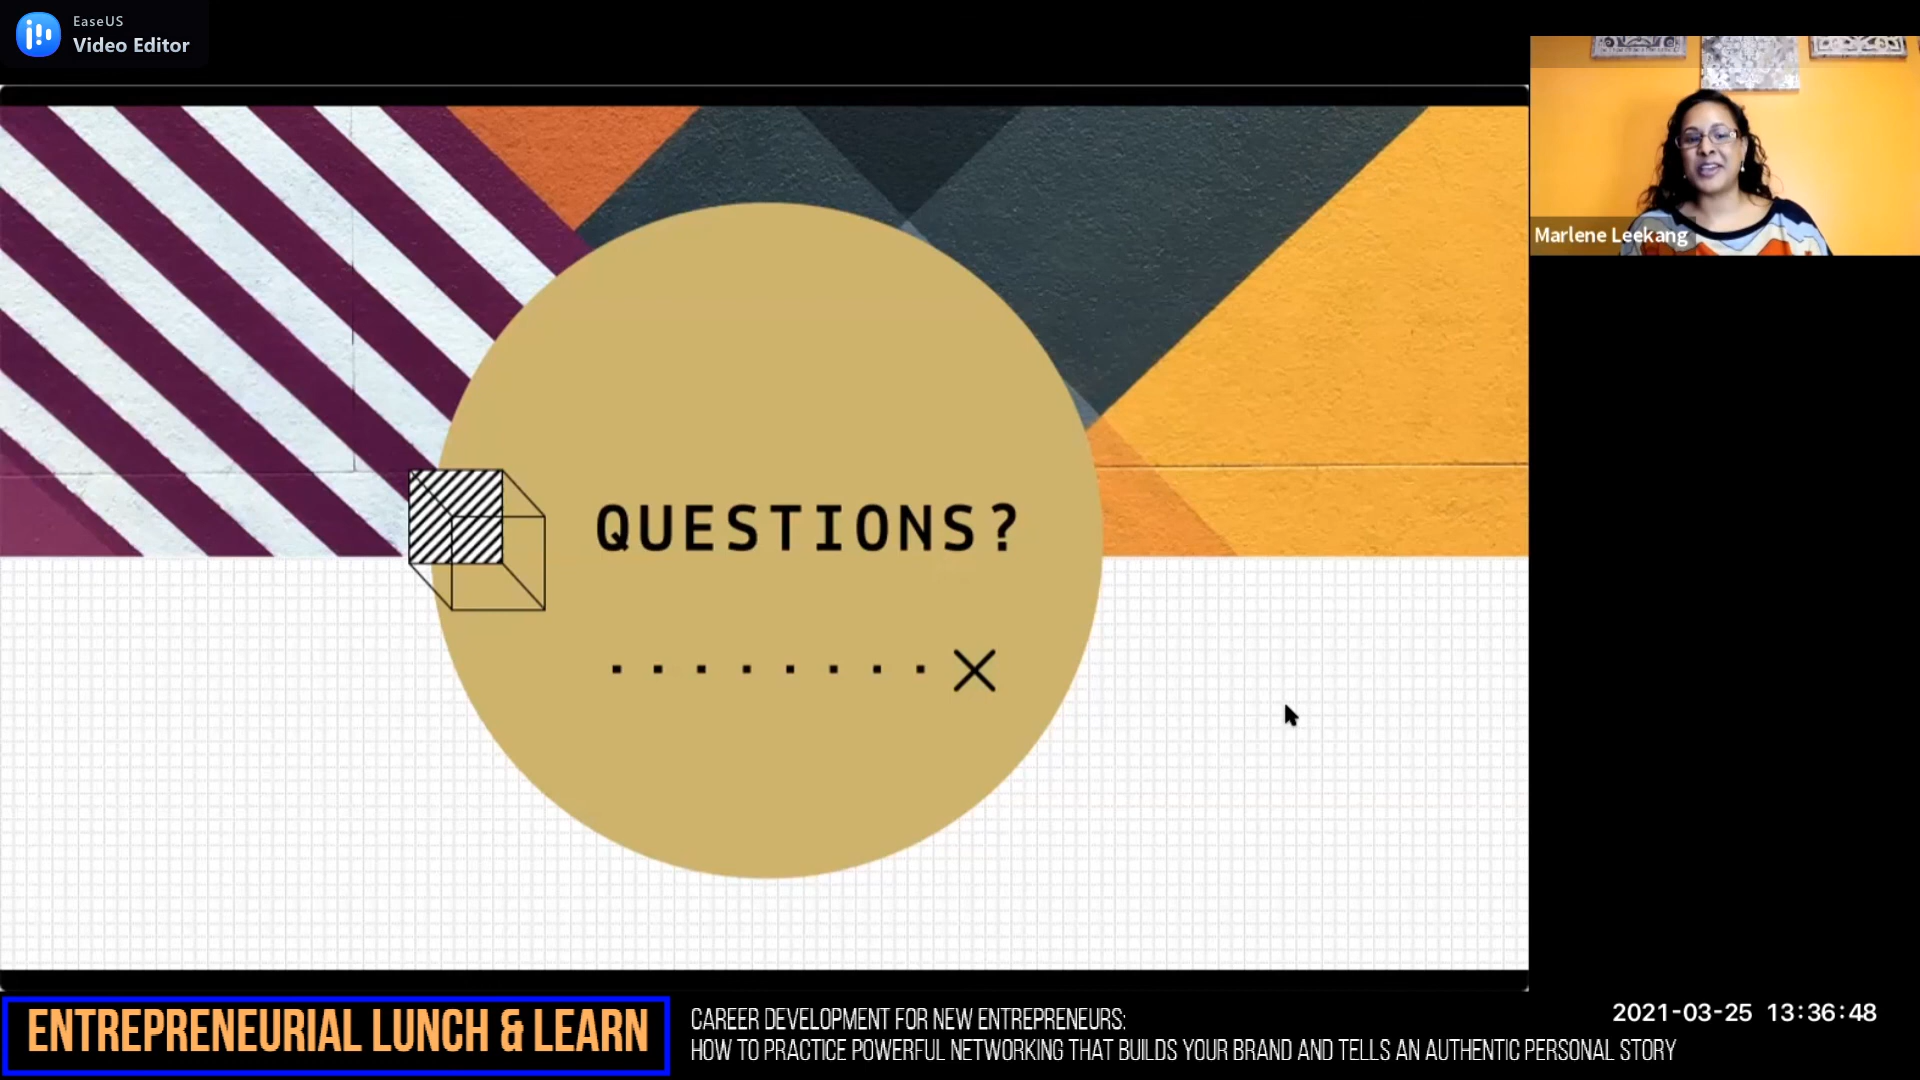 EaseUS
Video Editor
Marlene Leekang
QUESTIONS?
ENTREPRENEURIAL LUNCH & LEARN
CAREER DEVELOPMENT FOR NEW ENTREPRENEURS:
HOW TO PRACTICE POWERFUL NETWORKING THAT BUILDS YOUR BRAND AND TELLS AN AUTHENTIC PERSONAL STORY
2021-03-25 13:36:48